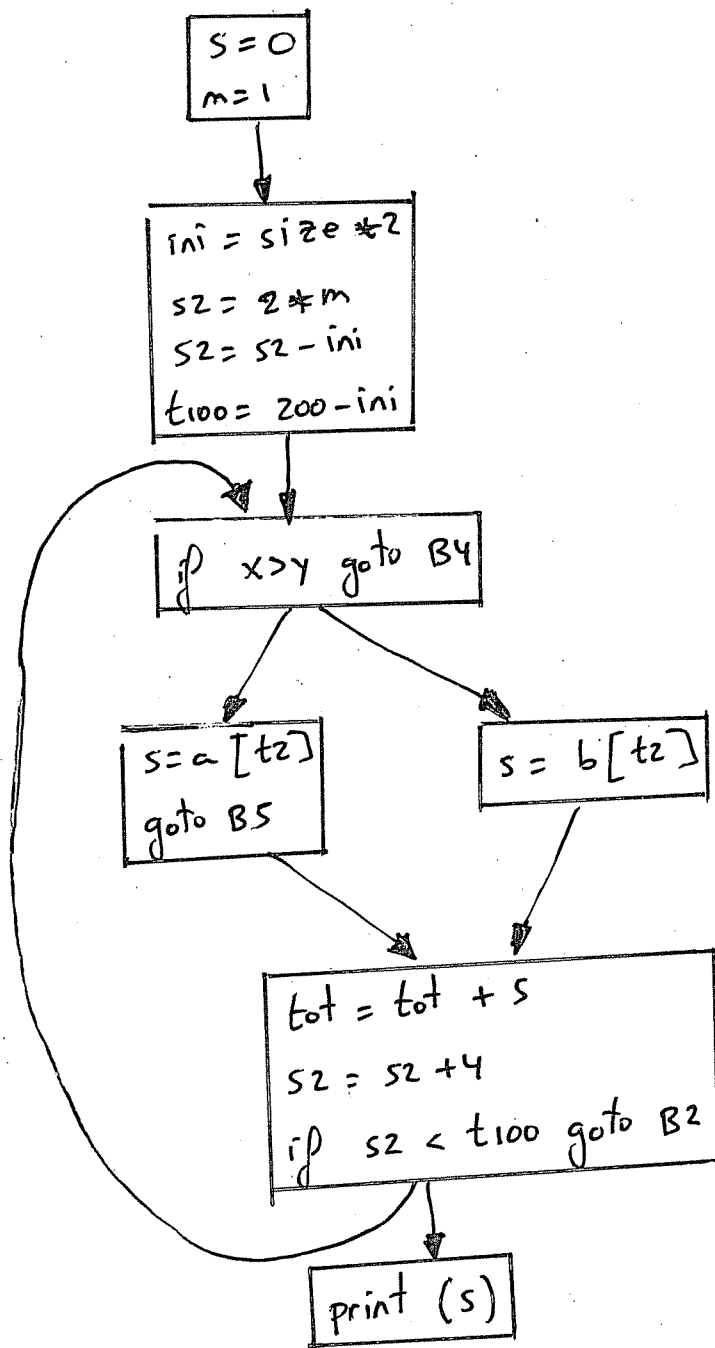 s = 0
m = 1
ini = size * 2
s2 = 2 * m
s2 = s2 - ini
t100 = 200 - ini
if x>y goto B4
s = a [t2]
goto B5
s = b [t2]
tot = tot + s
s2 = s2 + 4
if s2 < t100 goto B2
print (s)